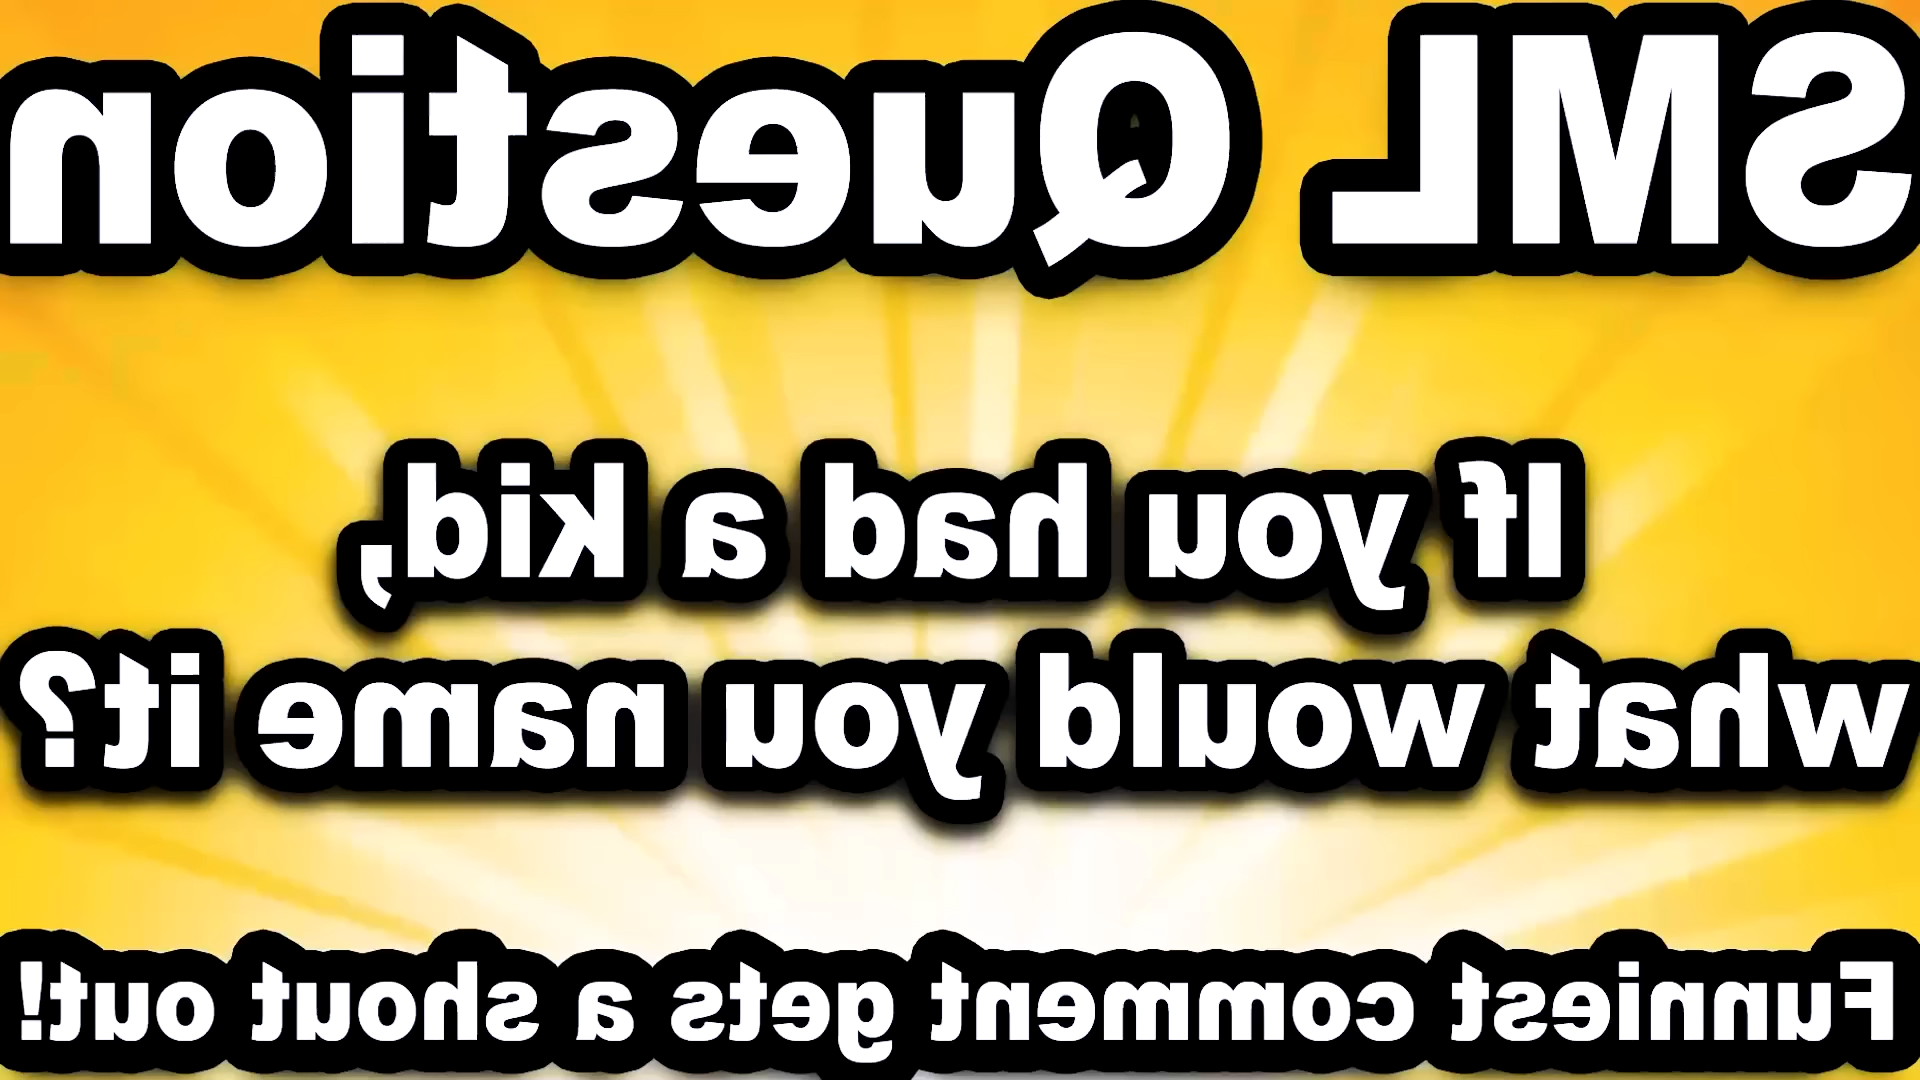 SML Question
If you had a kid,
what would you name it?
Funniest comment gets a shout out!